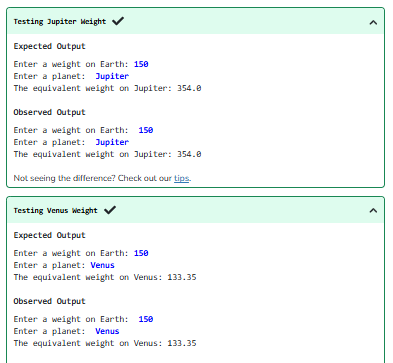 Testing Jupiter Weight ✔
Expected Output
Enter a weight on Earth: 150
Enter a planet:  Jupiter
The equivalent weight on Jupiter: 354.0
Observed Output
Enter a weight on Earth:  150
Enter a planet:  Jupiter
The equivalent weight on Jupiter: 354.0
Not seeing the difference? Check out our tips.
Testing Venus Weight ✔
Expected Output
Enter a weight on Earth: 150
Enter a planet: Venus
The equivalent weight on Venus: 133.35
Observed Output
Enter a weight on Earth:  150
Enter a planet:  Venus
The equivalent weight on Venus: 133.35